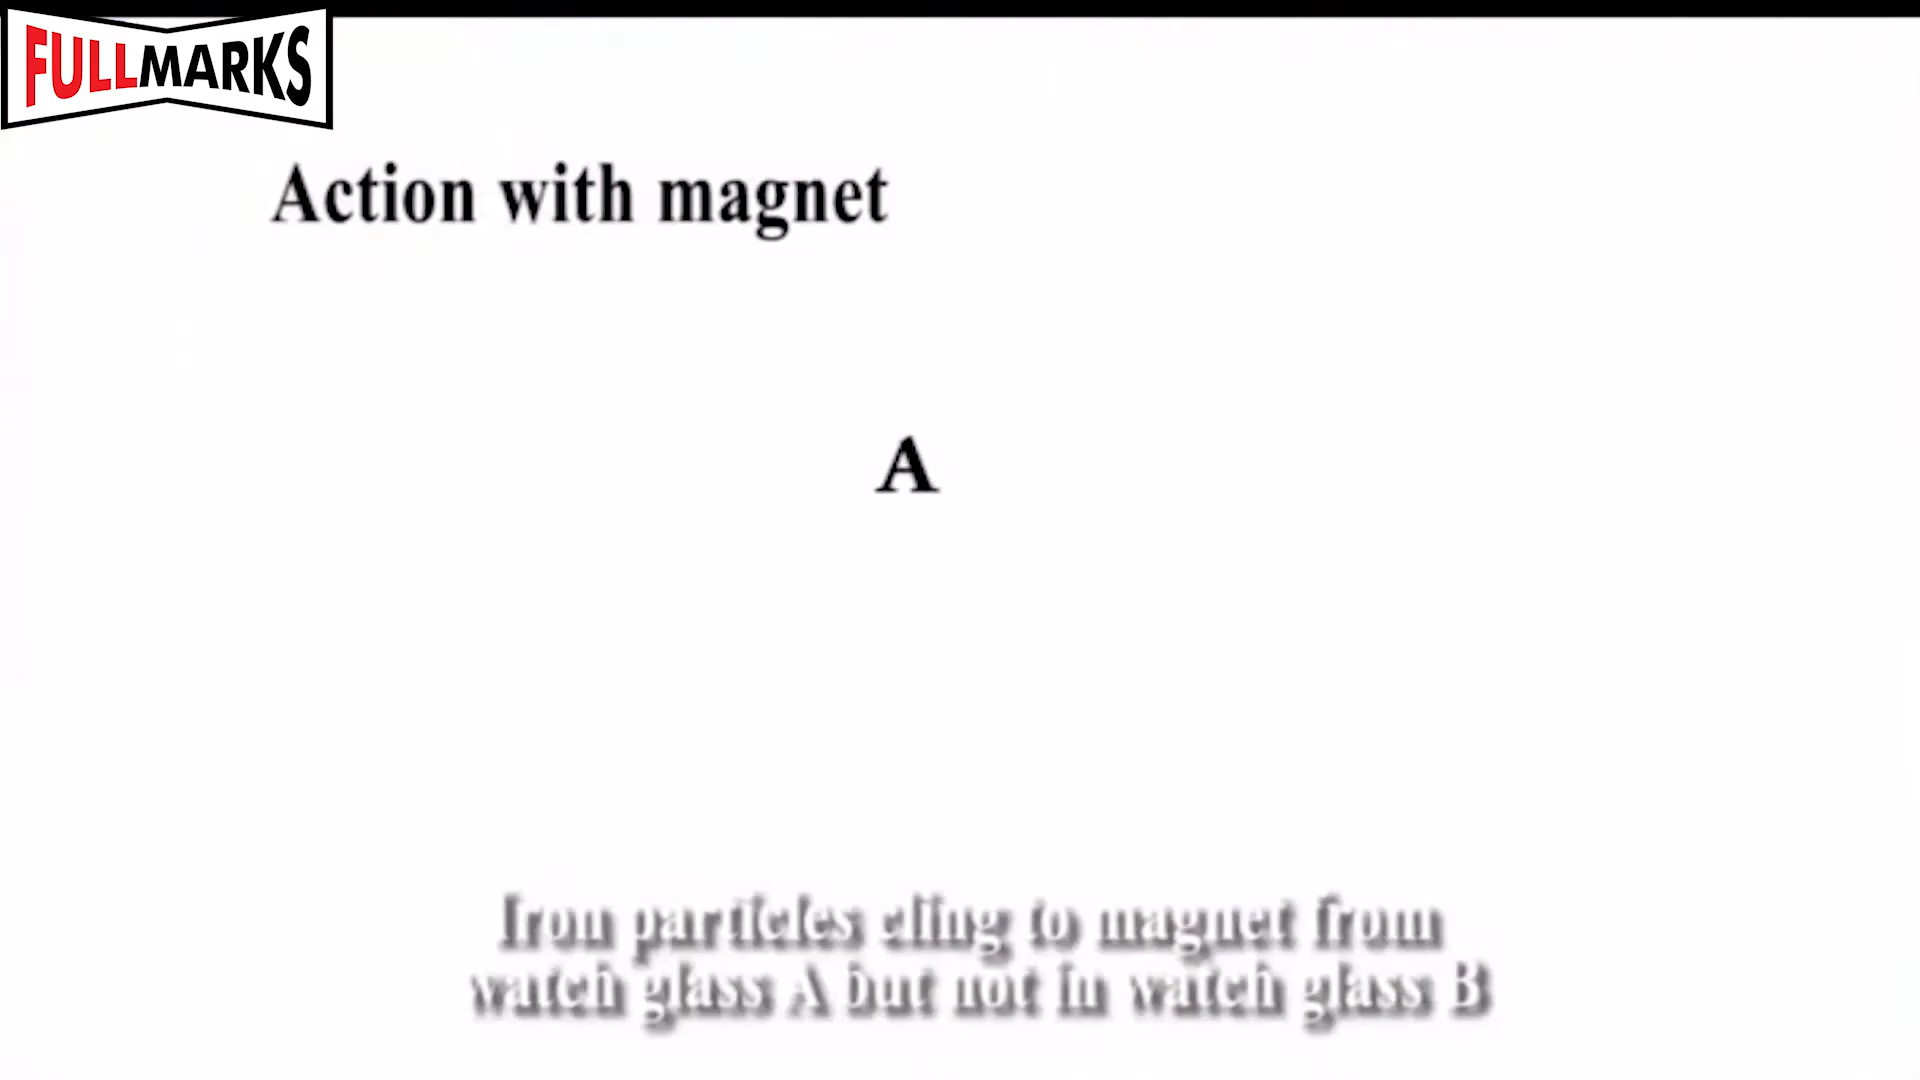 FULLMARKS
Action with magnet
A
Iron particles cling to magnet from
watch glass A but not in watch glass B